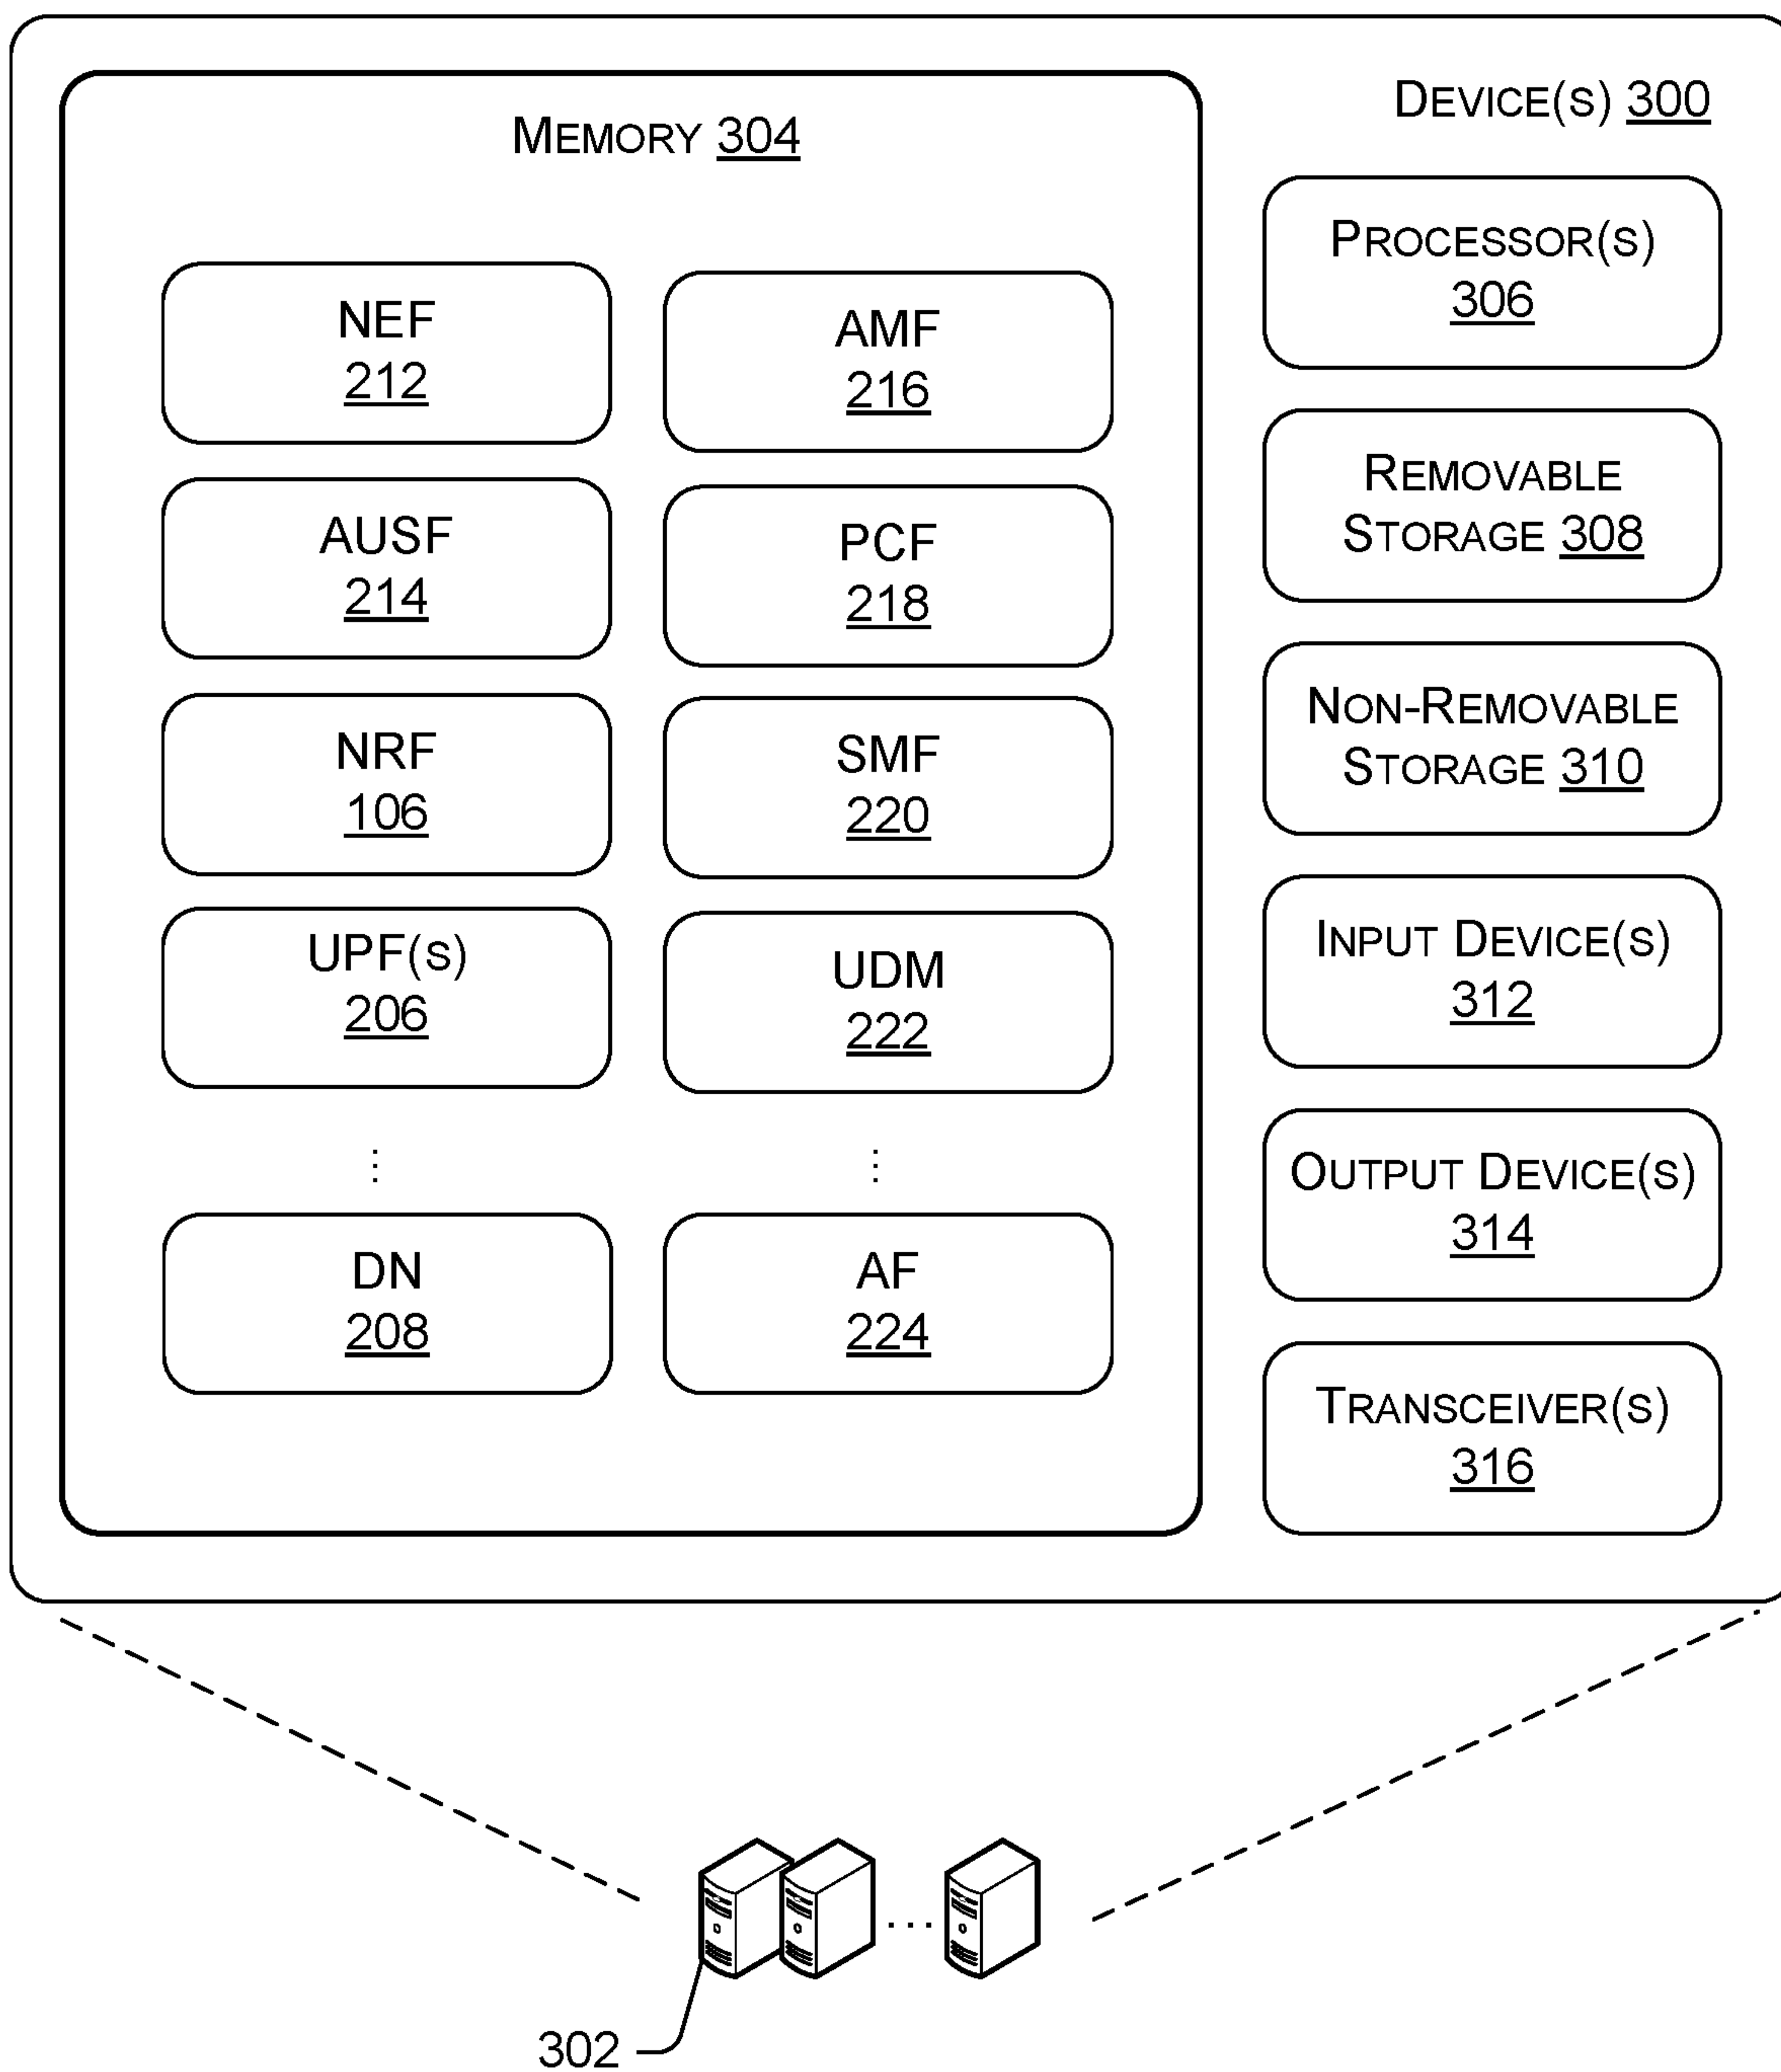 DEVICE(S) 300
MEMORY 304
NEF
212
AMF
216
AUSF
214
PCF
218
NRF
106
SMF
220
UPF(S)
206
UDM
222
⋮
⋮
DN
208
AF
224
PROCESSOR(S)
306
REMOVABLE
STORAGE 308
NON-REMOVABLE
STORAGE 310
INPUT DEVICE(S)
312
OUTPUT DEVICE(S)
314
TRANSCEIVER(S)
316
...
302